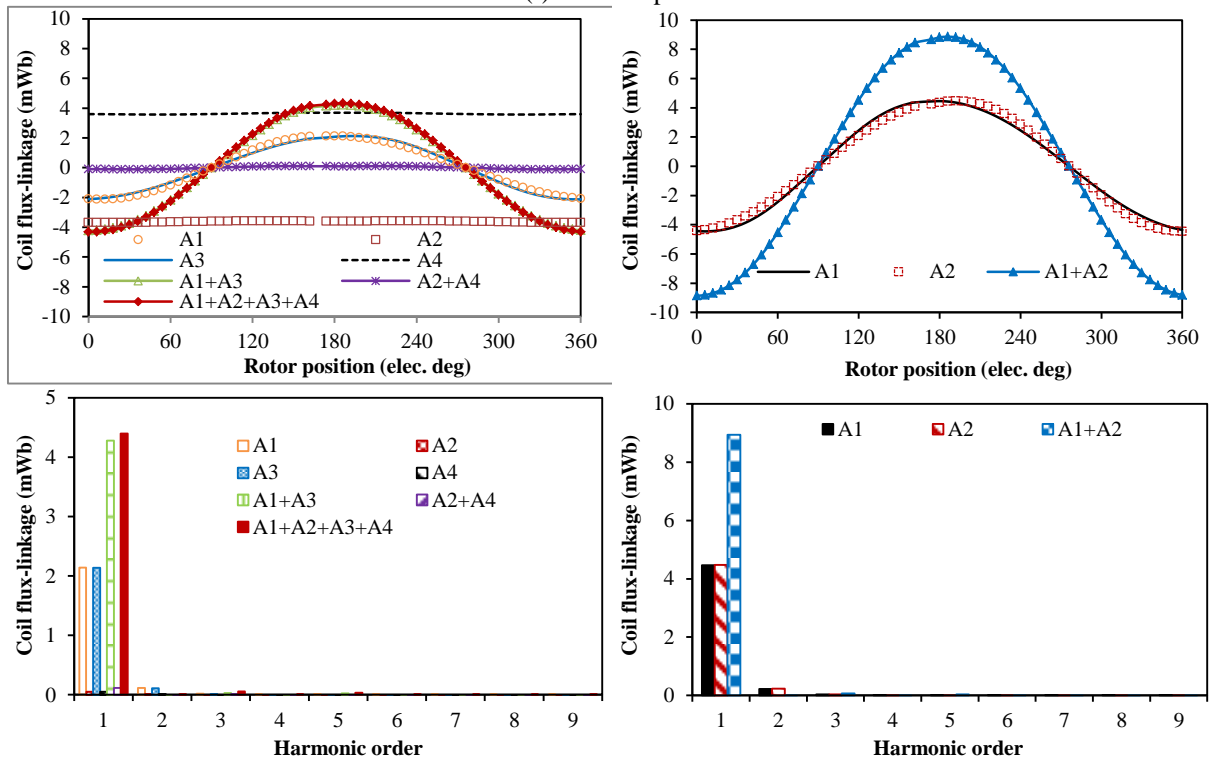 (s)
p
Coil flux-linkage (mWb)
10
8
6
4
2
0
-2
-4
-6
-8
-10
A1
A2
A3
A4
A1+A3
A2+A4
A1+A2+A3+A4
0 60 120 180 240 300 360
Rotor position (elec. deg)
Coil flux-linkage (mWb)
10
8
6
4
2
0
-2
-4
-6
-8
-10
A1 A2 A1+A2
0 60 120 180 240 300 360
Rotor position (elec. deg)
Coil flux-linkage (mWb)
5
4
3
2
1
0
A1
A2
A3
A4
A1+A3
A2+A4
A1+A2+A3+A4
1 2 3 4 5 6 7 8 9
Harmonic order
Coil flux-linkage (mWb)
10
8
6
4
2
0
A1 A2 A1+A2
1 2 3 4 5 6 7 8 9
Harmonic order